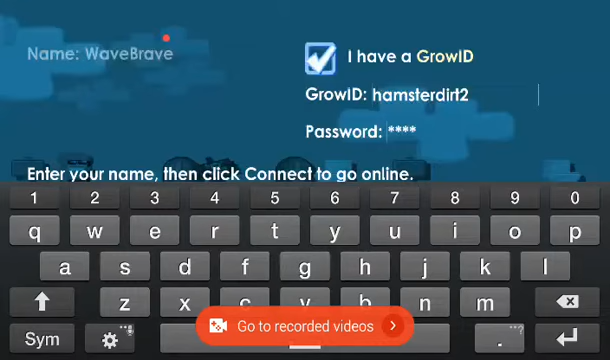 Name: WaveBrave
I have a GrowID
GrowID: hamsterdirt2
Password: ****
Enter your name, then click Connect to go online.
1 2 3 4 5 6 7 8 9 0
q w e r t y u i o p
a s d f g h j k l
z x c v b n m
Go to recorded videos
Sym . ...?